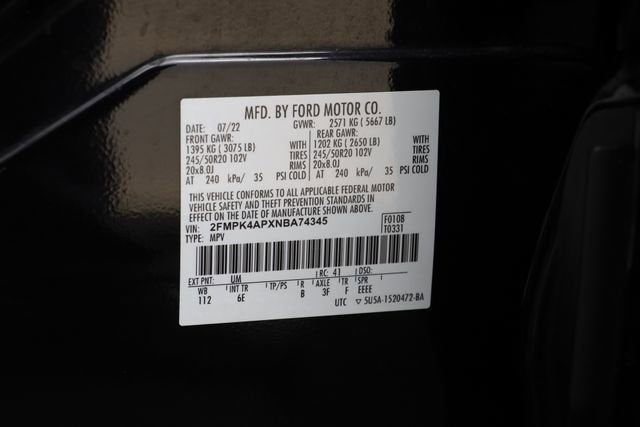 MFD. BY FORD MOTOR CO.
DATE: 07/22 GVWR: 2571 KG ( 5667 LB)
FRONT GAWR: REAR GAWR:
1395 KG ( 3075 LB) WITH 1202 KG ( 2650 LB) WITH
245/50R20 102V TIRES 245/50R20 102V TIRES
20x8.0J RIMS 20x8.0J RIMS
AT 240 kPa/ 35 PSI COLD AT 240 kPa/ 35 PSI COLD
THIS VEHICLE CONFORMS TO ALL APPLICABLE FEDERAL MOTOR
VEHICLE SAFETY AND THEFT PREVENTION STANDARDS IN
EFFECT ON THE DATE OF MANUFACTURE SHOWN ABOVE.
VIN: 2FMPK4APXNBA74345 F0108
TYPE: MPV T0331
EXT PNT: UM RC: 41 DSO:
WB INT TR TP/PS R AXLE TR SPR
112 6E B 3F F EEEE
UTC ▽ 5U5A-1520472-BA